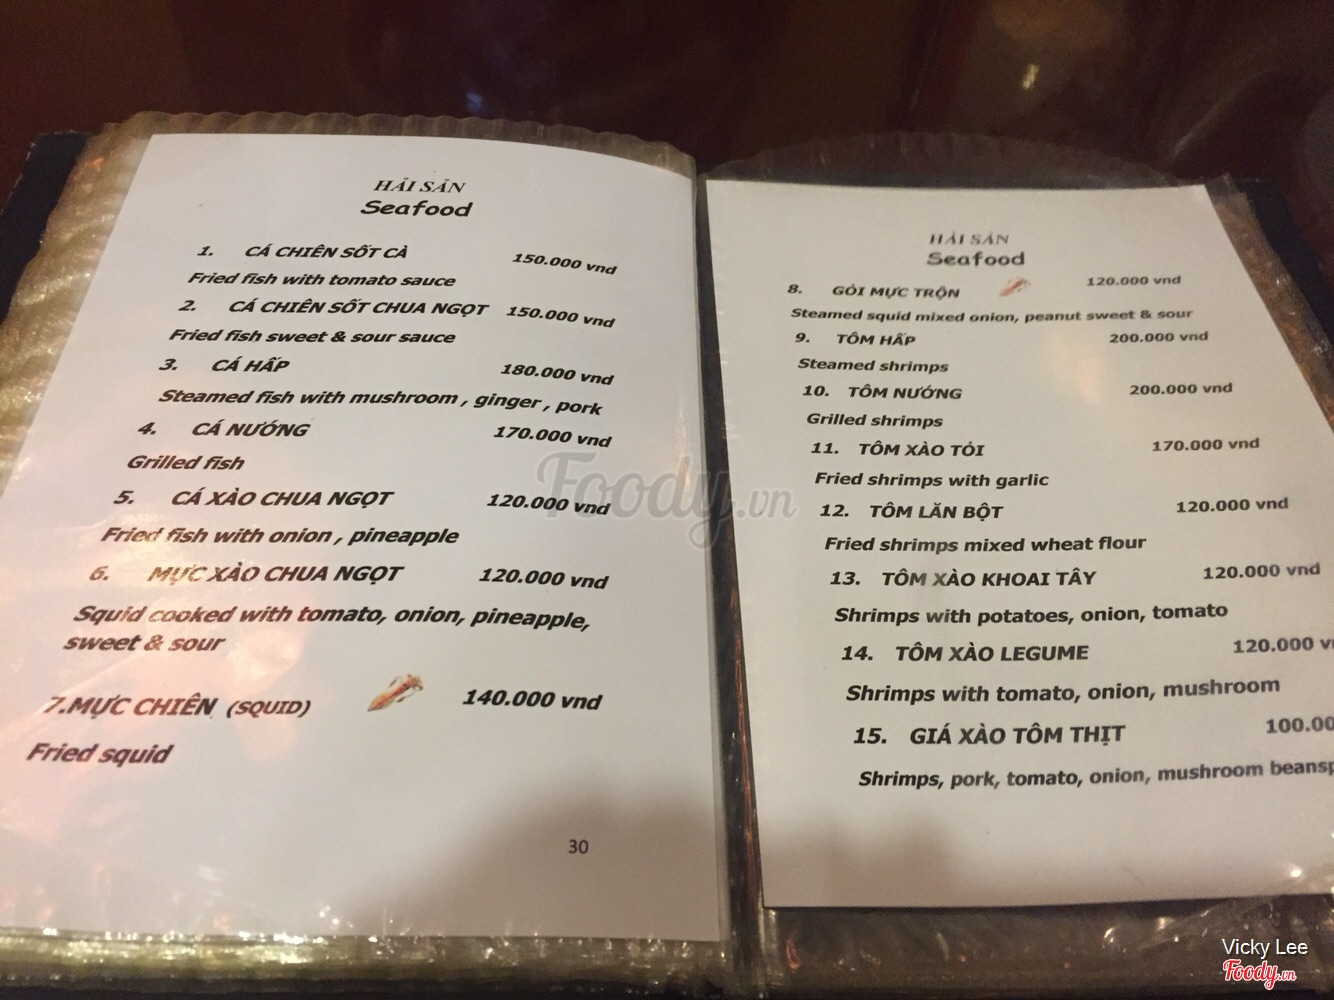 HẢI SẢN
Seafood
1. CÁ CHIÊN SỐT CÀ 150.000 vnd
Fried fish with tomato sauce
2. CÁ CHIÊN SỐT CHUA NGỌT 150.000 vnd
Fried fish sweet & sour sauce
3. CÁ HẤP 180.000 vnd
Steamed fish with mushroom , ginger , pork
4. CÁ NƯỚNG 170.000 vnd
Grilled fish
5. CÁ XÀO CHUA NGỌT 120.000 vnd
Fried fish with onion , pineapple
6. MỰC XÀO CHUA NGỌT 120.000 vnd
Squid cooked with tomato, onion, pineapple,
sweet & sour
7.MỰC CHIÊN (SQUID) 140.000 vnd
Fried squid
30
HẢI SẢN
Seafood
8. GỎI MỰC TRỘN 120.000 vnd
Steamed squid mixed onion, peanut sweet & sour
9. TÔM HẤP 200.000 vnd
Steamed shrimps
10. TÔM NƯỚNG 200.000 vnd
Grilled shrimps
11. TÔM XÀO TỎI 170.000 vnd
Fried shrimps with garlic
12. TÔM LĂN BỘT 120.000 vnd
Fried shrimps mixed wheat flour
13. TÔM XÀO KHOAI TÂY 120.000 vnd
Shrimps with potatoes, onion, tomato
14. TÔM XÀO LEGUME 120.000
Shrimps with tomato, onion, mushroom
15. GIÁ XÀO TÔM THỊT
Shrimps, pork, tomato, onion, mushroom
Foody.vn
Vicky Lee
Foody.vn